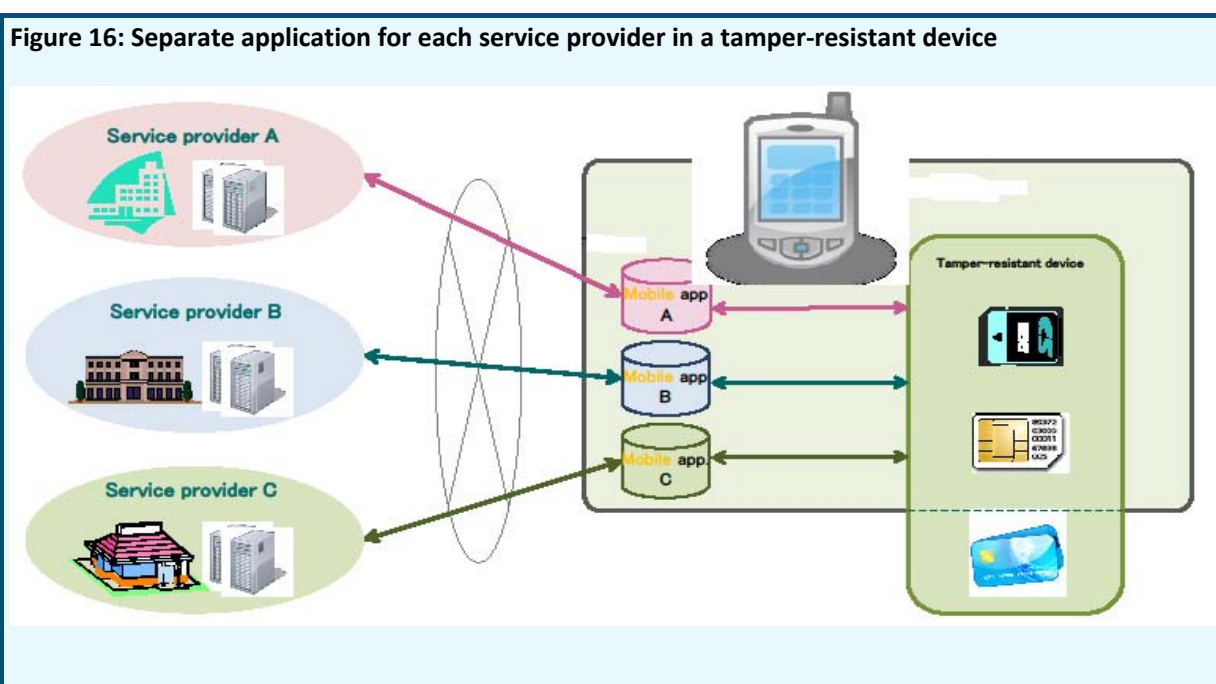 Figure 16: Separate application for each service provider in a tamper-resistant device
Service provider A
Service provider B
Service provider C
Mobile app
A
Mobile app
B
Mobile app.
C
Tamper-resistant device